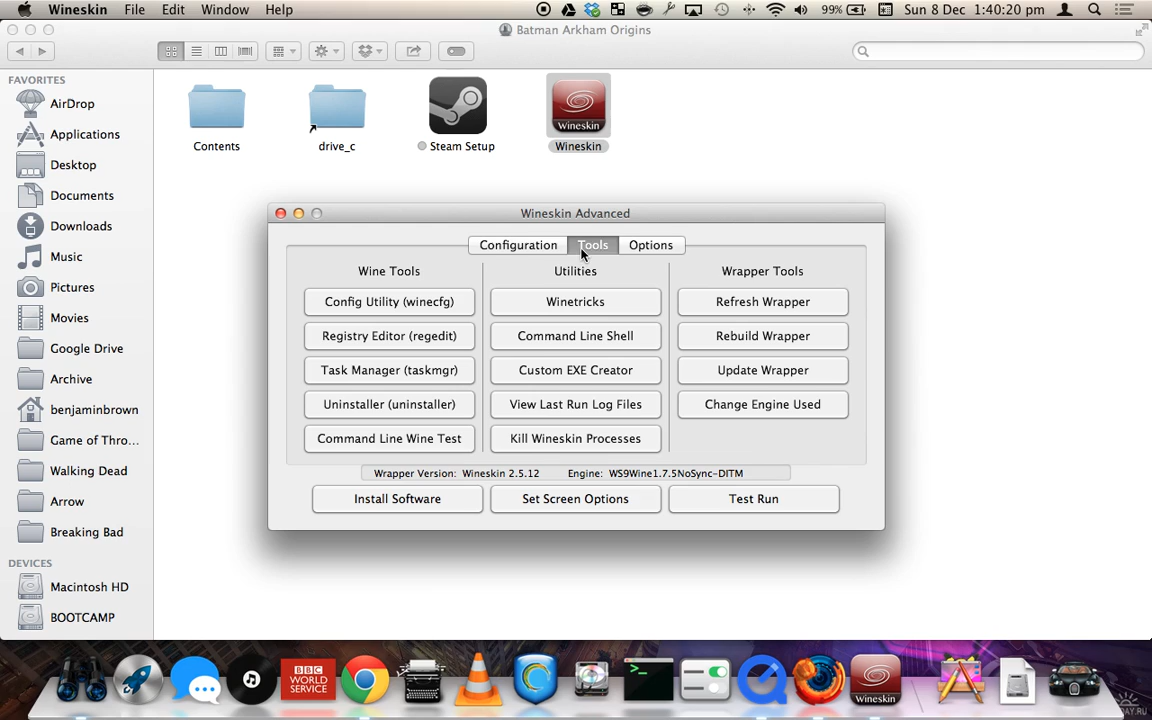 Wineskin File Edit Window Help 99% Sun 8 Dec 1:40:20 pm
Batman Arkham Origins
FAVORITES
AirDrop
Applications
Desktop
Documents
Downloads
Music
Pictures
Movies
Google Drive
Archive
benjaminbrown
Game of Thro...
Walking Dead
Arrow
Breaking Bad
DEVICES
Macintosh HD
BOOTCAMP
Wineskin
Contents drive_c Steam Setup Wineskin
Wineskin Advanced
Configuration Tools Options
Wine Tools Utilities Wrapper Tools
Config Utility (winecfg) Winetricks Refresh Wrapper
Registry Editor (regedit) Command Line Shell Rebuild Wrapper
Task Manager (taskmgr) Custom EXE Creator Update Wrapper
Uninstaller (uninstaller) View Last Run Log Files Change Engine Used
Command Line Wine Test Kill Wineskin Processes
Wrapper Version: Wineskin 2.5.12 Engine: WS9Wine1.7.5NoSync-DITM
Install Software Set Screen Options Test Run
BBC
WORLD
SERVICE
Wineskin